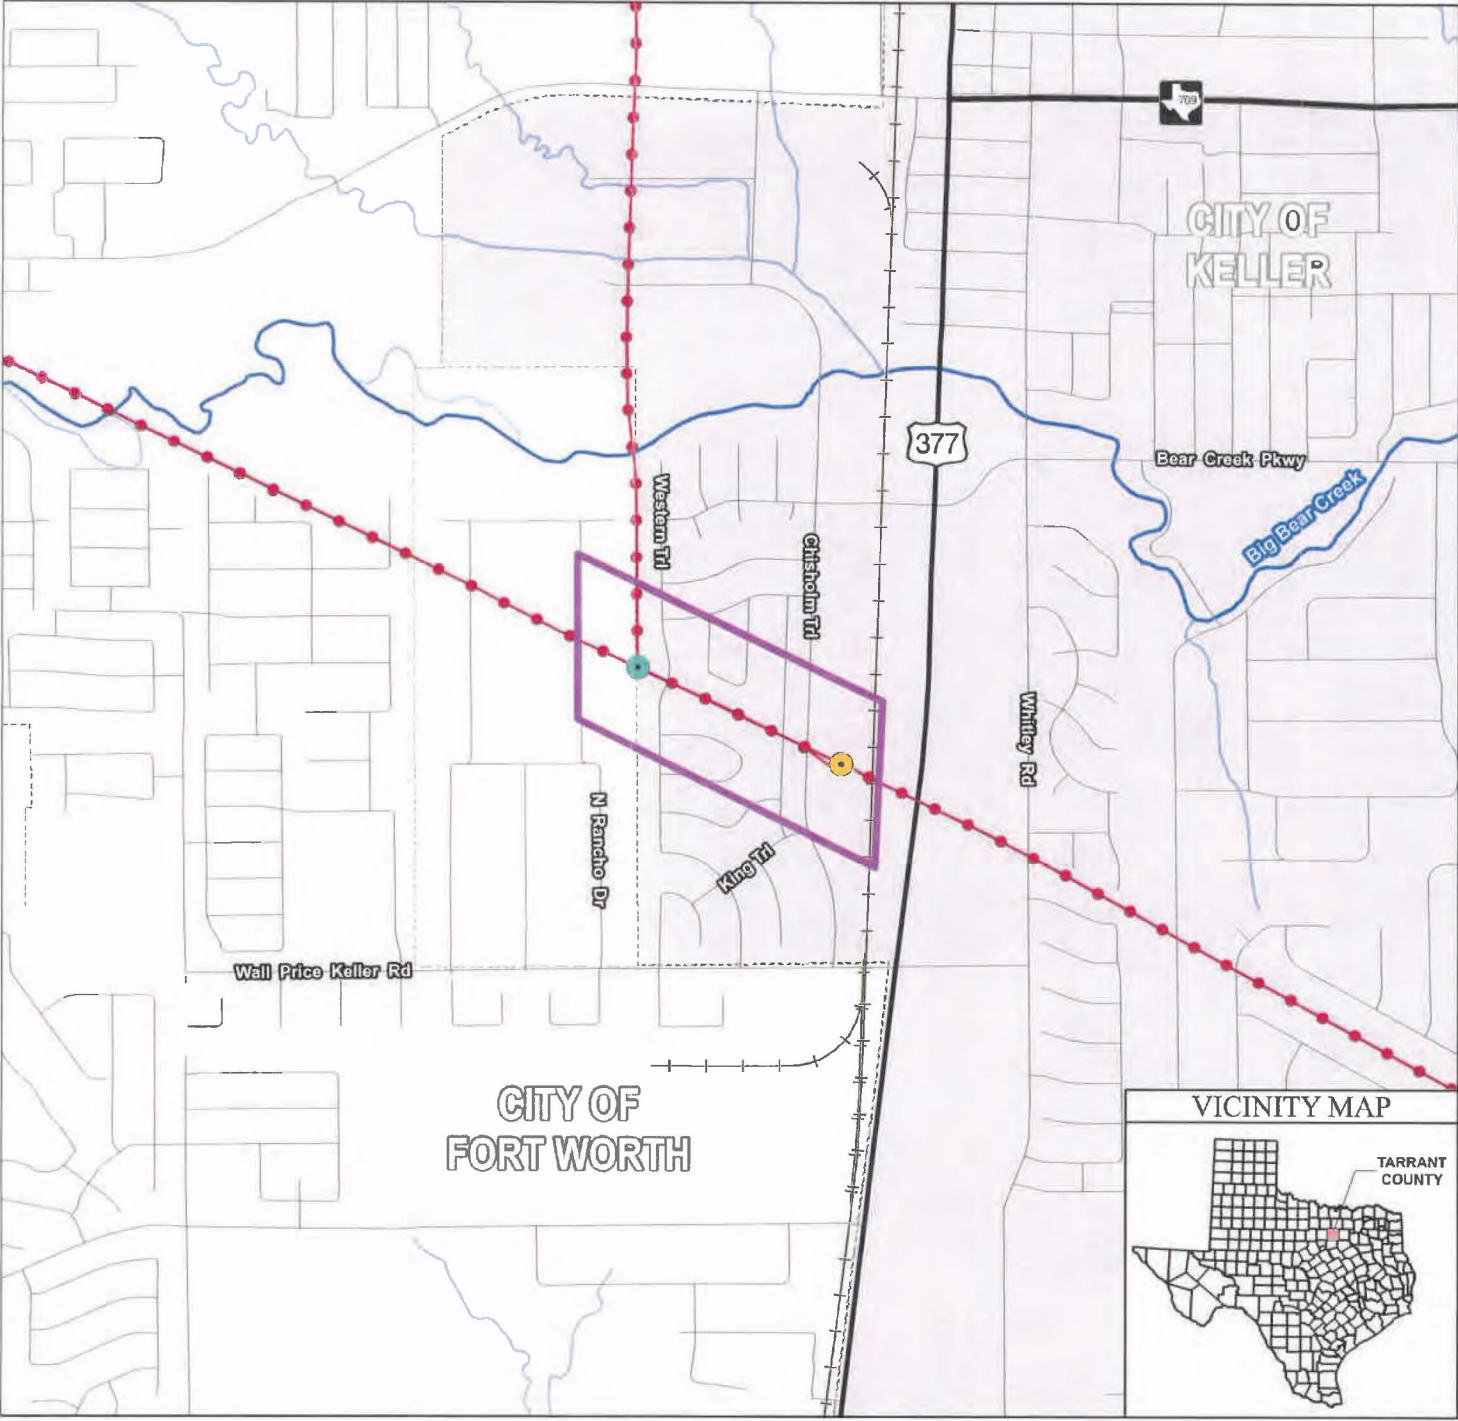 709
CITY OF
KELLER
377
Bear Creek Pkwy
Big Bear Creek
Western Trl
Chisholm Trl
Whitley Rd
N Rancho Dr
King Trl
Wall Price Keller Rd
CITY OF
FORT WORTH
VICINITY MAP
TARRANT
COUNTY